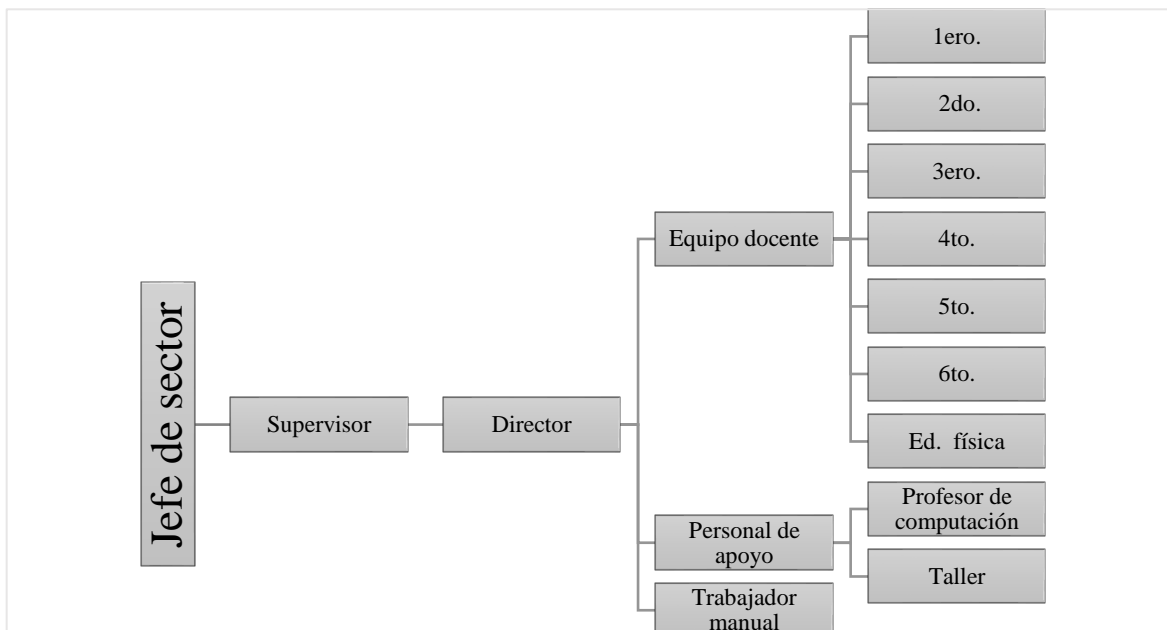 Jefe de sector
Supervisor
Director
Equipo docente
1ero.
2do.
3ero.
4to.
5to.
6to.
Ed. física
Personal de
apoyo
Profesor de
computación
Taller
Trabajador
manual